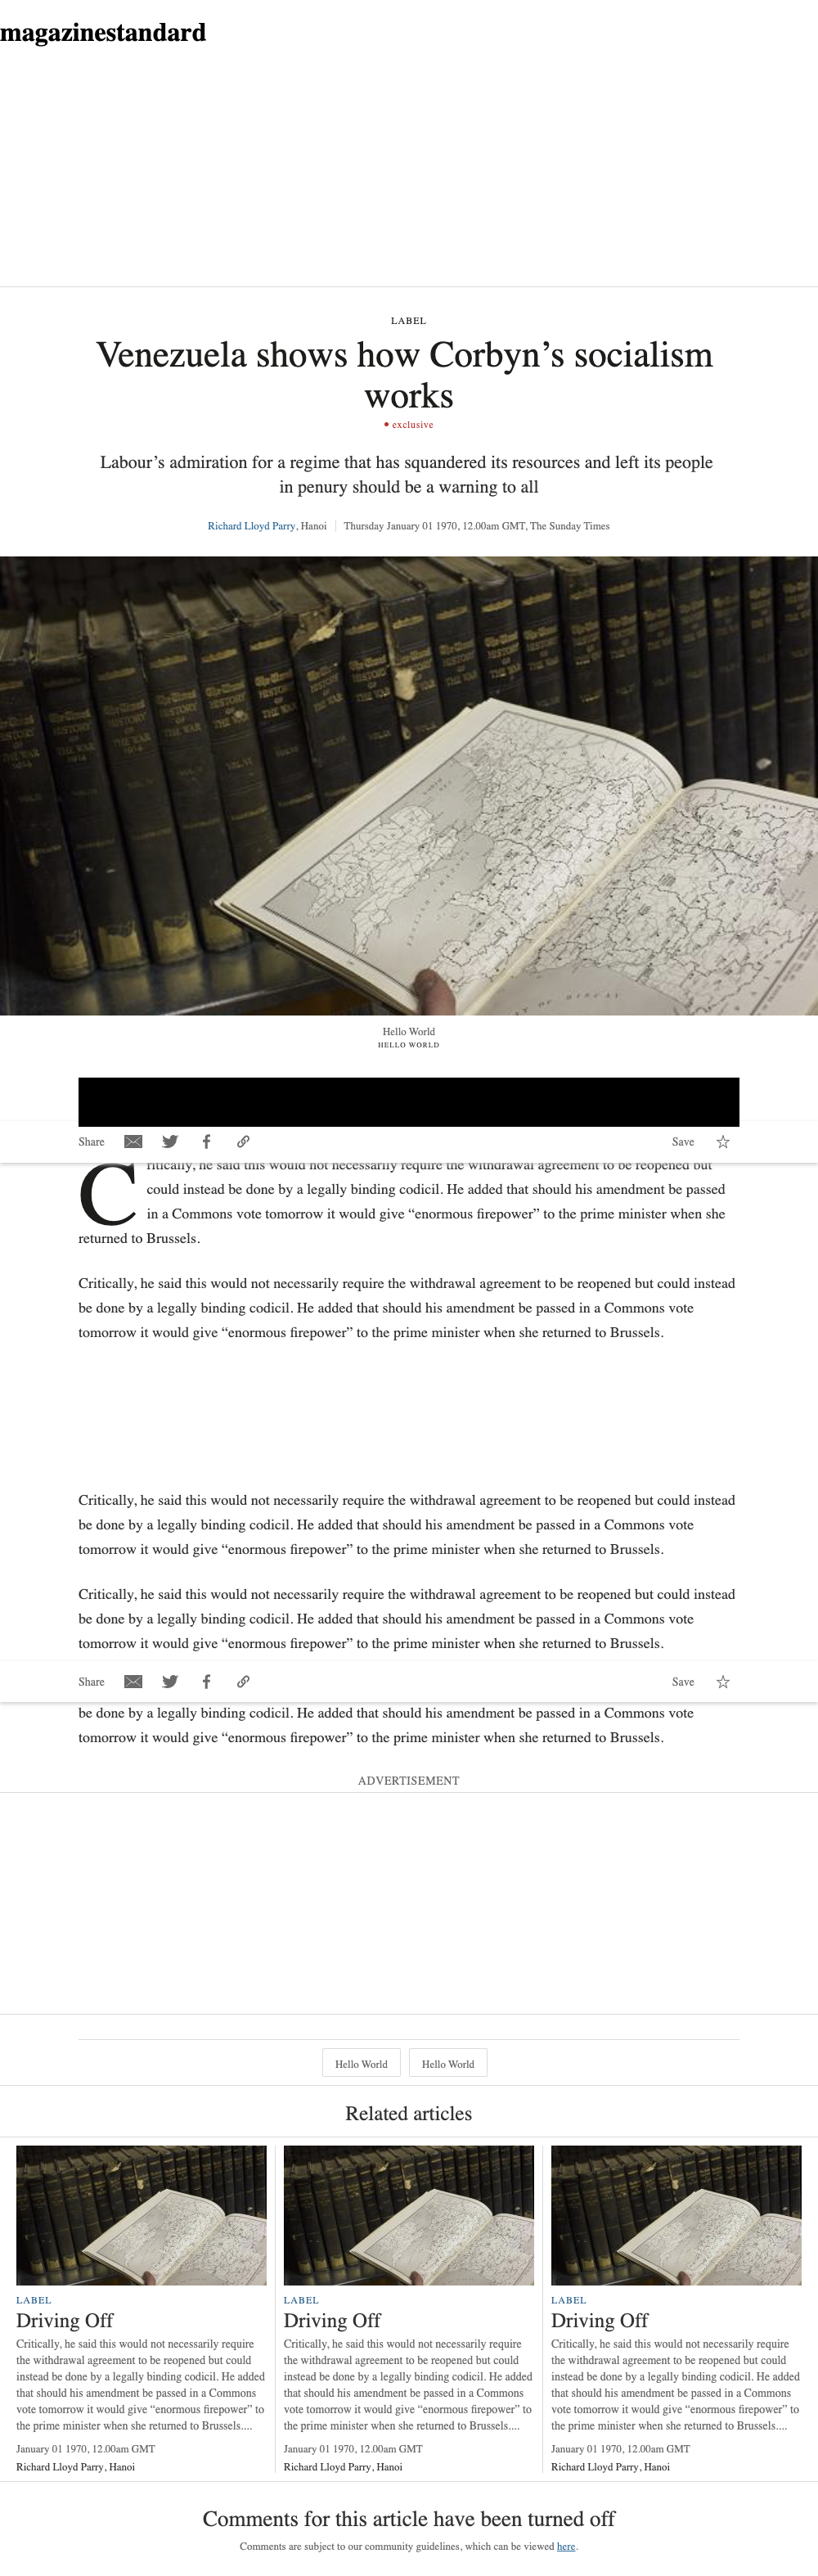 magazinestandard
LABEL
Venezuela shows how Corbyn’s socialism
works
• exclusive
Labour’s admiration for a regime that has squandered its resources and left its people
in penury should be a warning to all
Richard Lloyd Parry, Hanoi | Thursday January 01 1970, 12.00am GMT, The Sunday Times
Hello World
HELLO WORLD
Share Save
Critically, he said this would not necessarily require the withdrawal agreement to be reopened but
could instead be done by a legally binding codicil. He added that should his amendment be passed
in a Commons vote tomorrow it would give “enormous firepower” to the prime minister when she
returned to Brussels.
Critically, he said this would not necessarily require the withdrawal agreement to be reopened but could instead
be done by a legally binding codicil. He added that should his amendment be passed in a Commons vote
tomorrow it would give “enormous firepower” to the prime minister when she returned to Brussels.
Critically, he said this would not necessarily require the withdrawal agreement to be reopened but could instead
be done by a legally binding codicil. He added that should his amendment be passed in a Commons vote
tomorrow it would give “enormous firepower” to the prime minister when she returned to Brussels.
Critically, he said this would not necessarily require the withdrawal agreement to be reopened but could instead
be done by a legally binding codicil. He added that should his amendment be passed in a Commons vote
tomorrow it would give “enormous firepower” to the prime minister when she returned to Brussels.
Share Save
be done by a legally binding codicil. He added that should his amendment be passed in a Commons vote
tomorrow it would give “enormous firepower” to the prime minister when she returned to Brussels.
ADVERTISEMENT
Hello World Hello World
Related articles
LABEL
Driving Off
Critically, he said this would not necessarily require
the withdrawal agreement to be reopened but could
instead be done by a legally binding codicil. He added
that should his amendment be passed in a Commons
vote tomorrow it would give “enormous firepower” to
the prime minister when she returned to Brussels....
January 01 1970, 12.00am GMT
Richard Lloyd Parry, Hanoi
LABEL
Driving Off
Critically, he said this would not necessarily require
the withdrawal agreement to be reopened but could
instead be done by a legally binding codicil. He added
that should his amendment be passed in a Commons
vote tomorrow it would give “enormous firepower” to
the prime minister when she returned to Brussels....
January 01 1970, 12.00am GMT
Richard Lloyd Parry, Hanoi
LABEL
Driving Off
Critically, he said this would not necessarily require
the withdrawal agreement to be reopened but could
instead be done by a legally binding codicil. He added
that should his amendment be passed in a Commons
vote tomorrow it would give “enormous firepower” to
the prime minister when she returned to Brussels....
January 01 1970, 12.00am GMT
Richard Lloyd Parry, Hanoi
Comments for this article have been turned off
Comments are subject to our community guidelines, which can be viewed here.